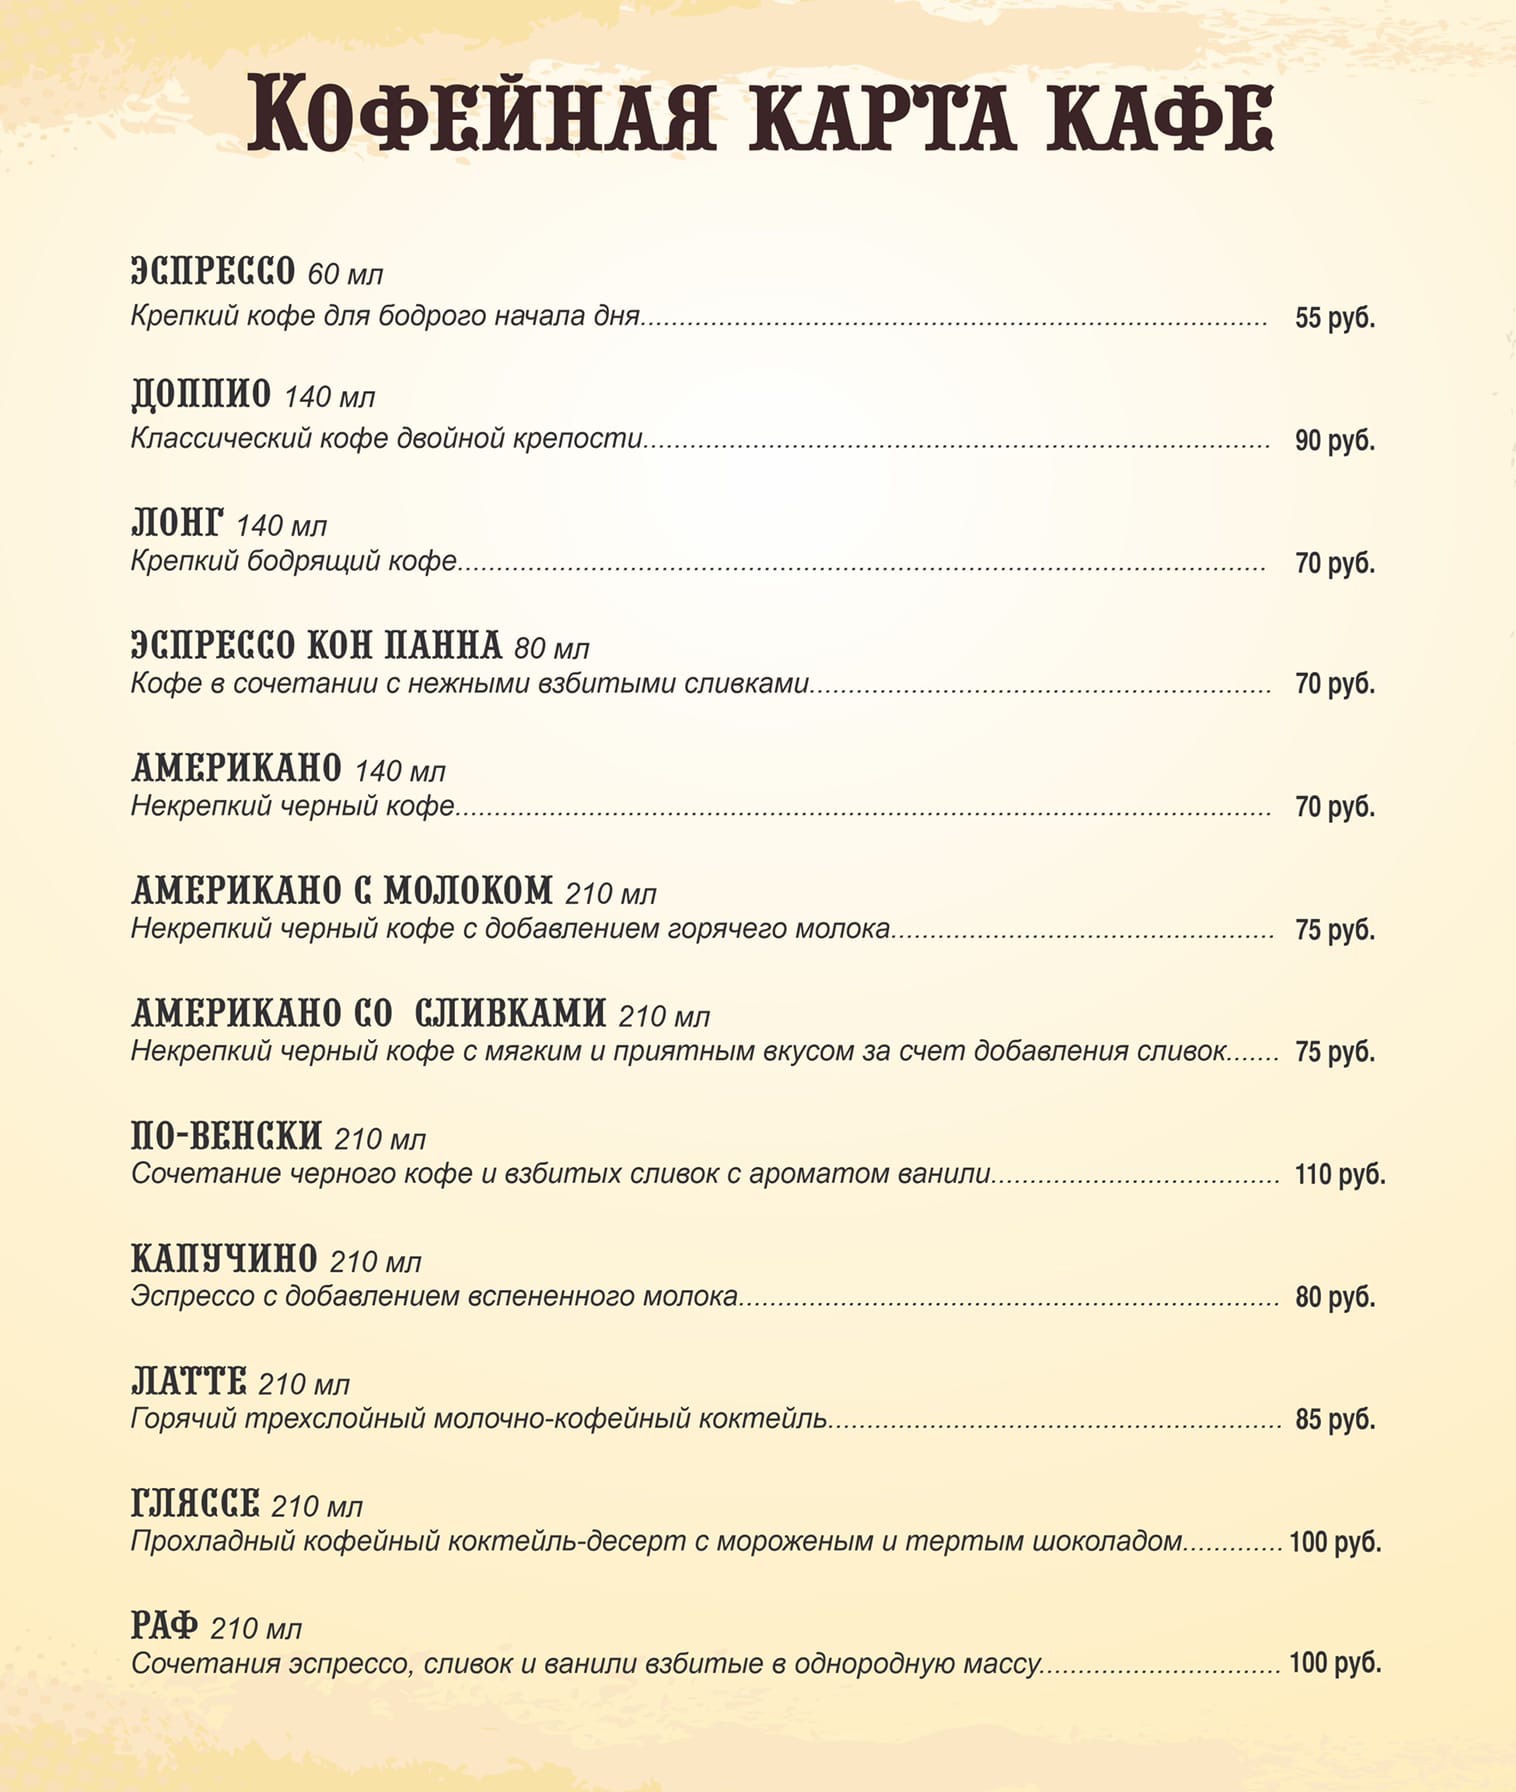 Кофейная карта кафе
ЭСПРЕССО 60 мл
Крепкий кофе для бодрого начала дня........ 55 руб.
ДОППИО 140 мл
Классический кофе двойной крепости........ 90 руб.
ЛОНГ 140 мл
Крепкий бодрящий кофе........ 70 руб.
ЭСПРЕССО КОН ПАННА 80 мл
Кофе в сочетании с нежными взбитыми сливками........ 70 руб.
АМЕРИКАНО 140 мл
Некрепкий черный кофе........ 70 руб.
АМЕРИКАНО С МОЛОКОМ 210 мл
Некрепкий черный кофе с добавлением горячего молока........ 75 руб.
АМЕРИКАНО СО СЛИВКАМИ 210 мл
Некрепкий черный кофе с мягким и приятным вкусом за счет добавления сливок....... 75 руб.
ПО-ВЕНСКИ 210 мл
Сочетание черного кофе и взбитых сливок с ароматом ванили........ 110 руб.
КАПУЧИНО 210 мл
Эспрессо с добавлением вспененного молока........ 80 руб.
ЛАТТЕ 210 мл
Горячий трехслойный молочно-кофейный коктейль........ 85 руб.
ГЛЯССЕ 210 мл
Прохладный кофейный коктейль-десерт с мороженым и тертым шоколадом............. 100 руб.
РАФ 210 мл
Сочетания эспрессо, сливок и ванили взбитые в однородную массу........ 100 руб.